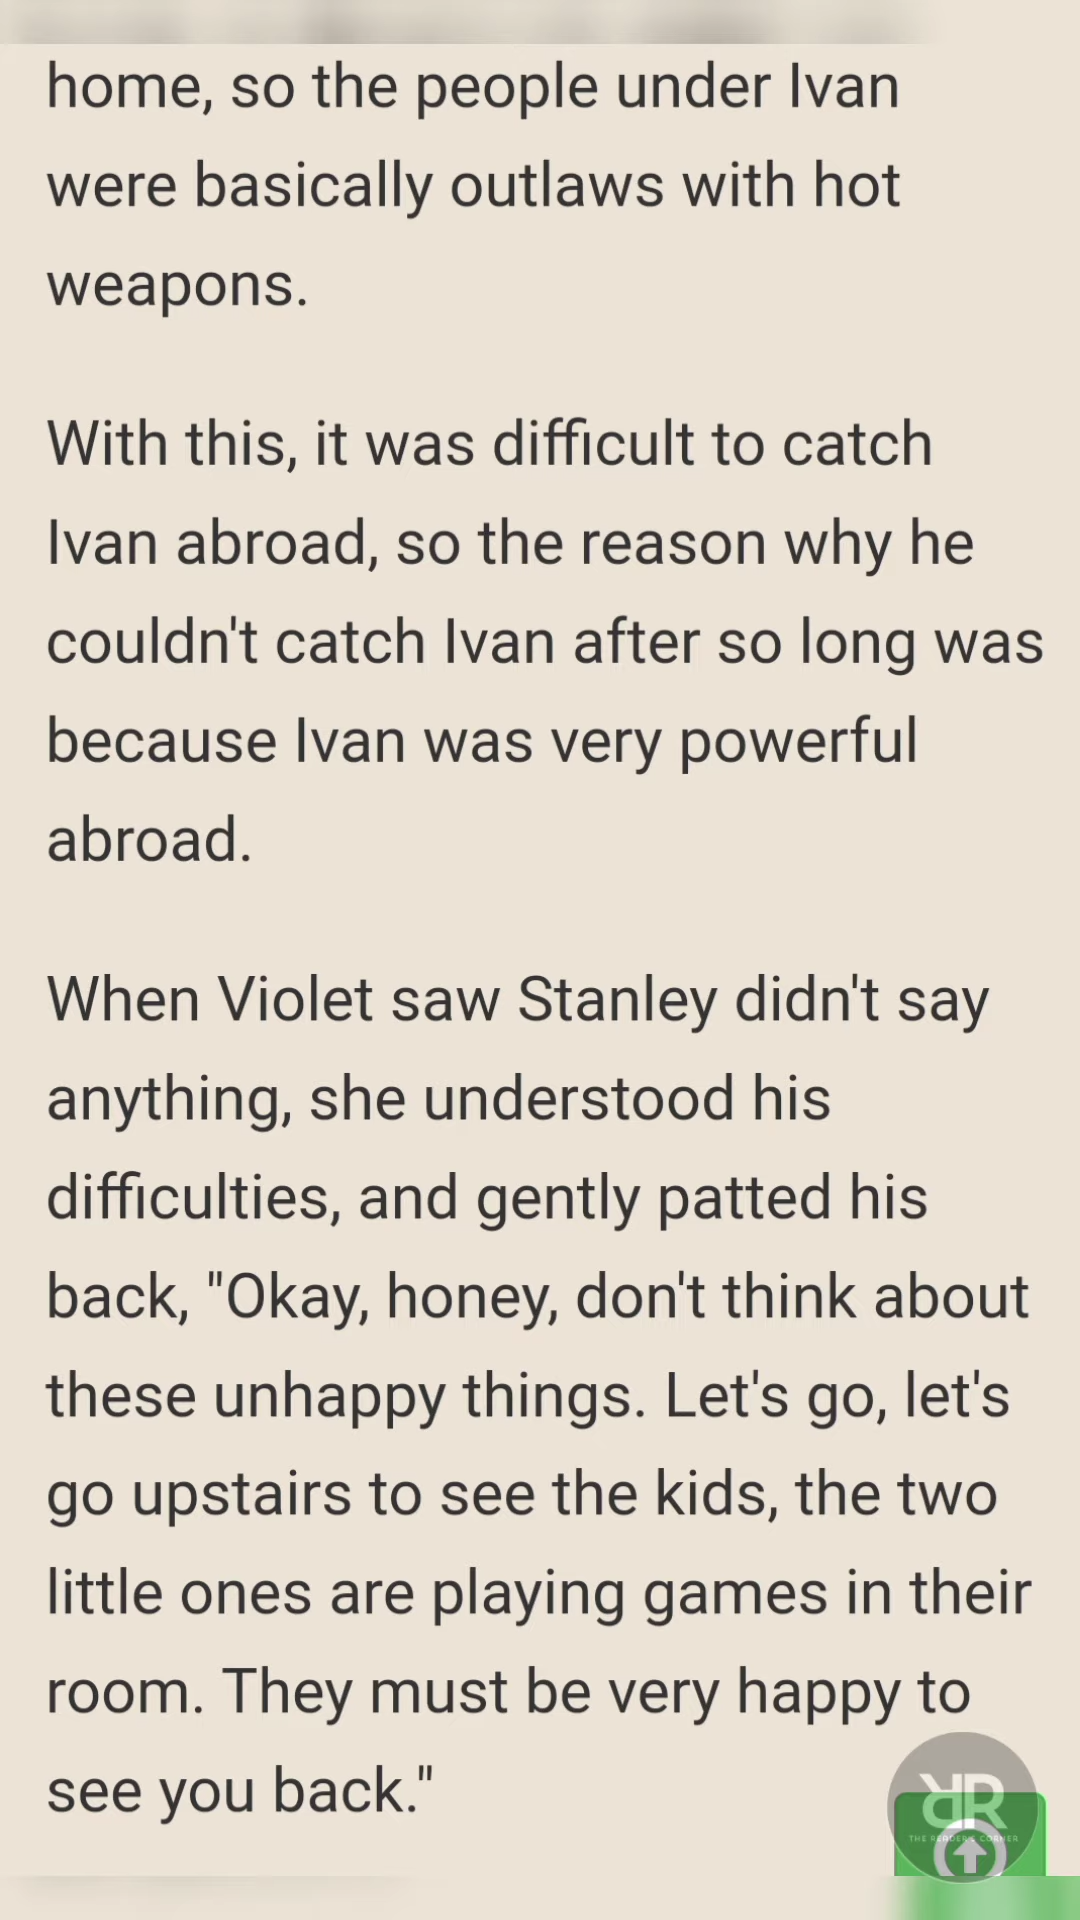 home, so the people under Ivan
were basically outlaws with hot
weapons.
With this, it was difficult to catch
Ivan abroad, so the reason why he
couldn't catch Ivan after so long was
because Ivan was very powerful
abroad.
When Violet saw Stanley didn't say
anything, she understood his
difficulties, and gently patted his
back, "Okay, honey, don't think about
these unhappy things. Let's go, let's
go upstairs to see the kids, the two
little ones are playing games in their
room. They must be very happy to
see you back."
RR
THE READER'S CORNER